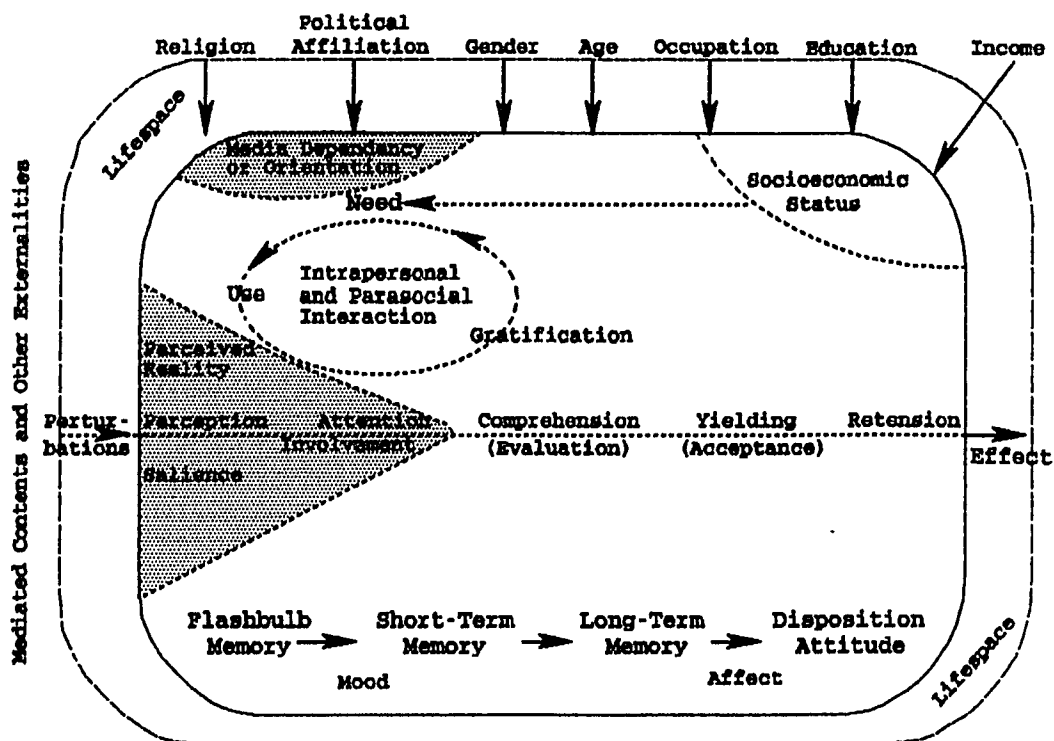 Political
Religion Affiliation Gender Age Occupation Education Income
Lifespace
Mediated Contents and Other Externalities
Media Dependancy
or Orientation
Socioeconomic
Status
Need
Intrapersonal
and Parasocial
Interaction
Use
Gratification
Perceived
Reality
Pertur-
bations
Perception Attention Comprehension Yielding Retension
Involvement (Evaluation) (Acceptance)
Effect
Salience
Flashbulb Short-Term Long-Term Disposition
Memory Memory Memory Attitude
Mood Affect
Lifespace